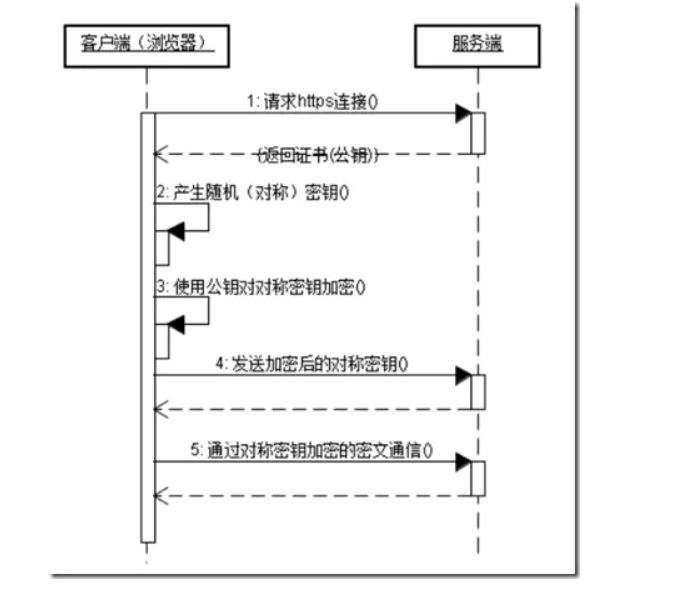 客户端（浏览器）
服务端
1: 请求https连接()
(返回证书(公钥))
2: 产生随机（对称）密钥()
3: 使用公钥对对称密钥加密()
4: 发送加密后的对称密钥()
5: 通过对称密钥加密的密文通信()